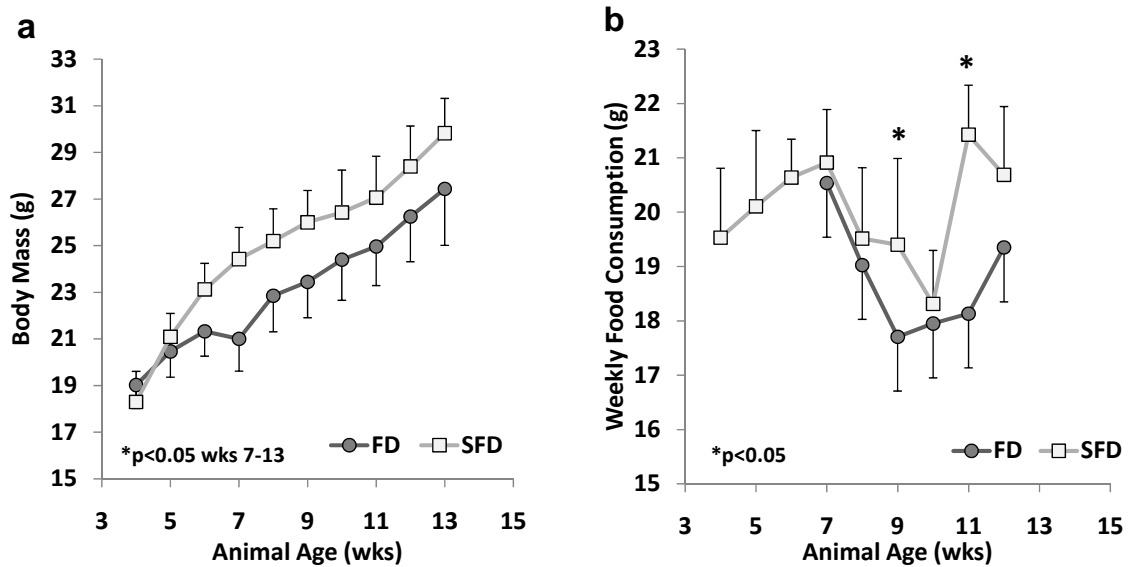 a
33
31
29
27
25
23
21
19
17
15
Body Mass (g)
*p<0.05 wks 7-13
FD
SFD
3 5 7 9 11 13 15
Animal Age (wks)
b
23
22
21
20
19
18
17
16
15
Weekly Food Consumption (g)
*
*
*p<0.05
FD
SFD
3 5 7 9 11 13 15
Animal Age (wks)